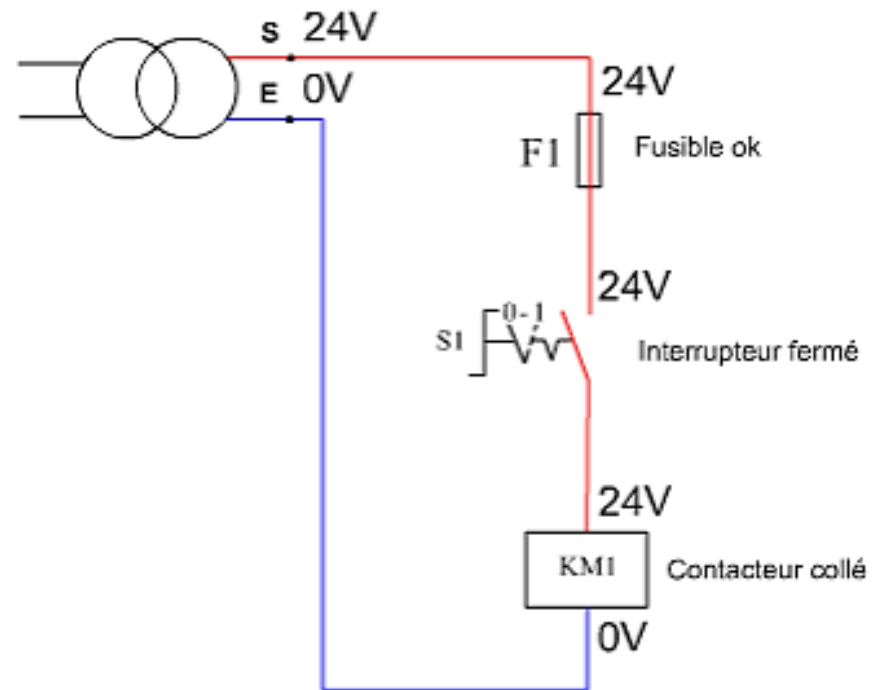 S 24V
E 0V
24V
F1 Fusible ok
24V
0-1
S1 Interrupteur fermé
24V
KM1 Contacteur collé
0V